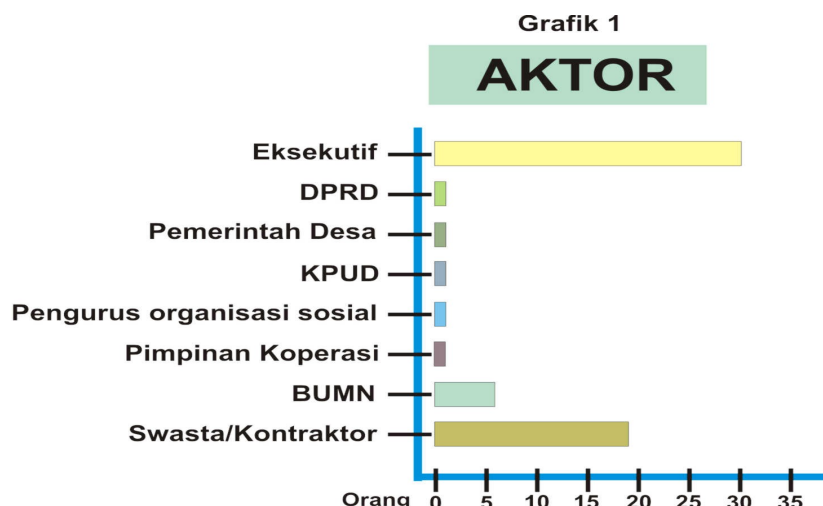 Grafik 1
AKTOR
Eksekutif
DPRD
Pemerintah Desa
KPUD
Pengurus organisasi sosial
Pimpinan Koperasi
BUMN
Swasta/Kontraktor
Orang 0 5 10 15 20 25 30 35